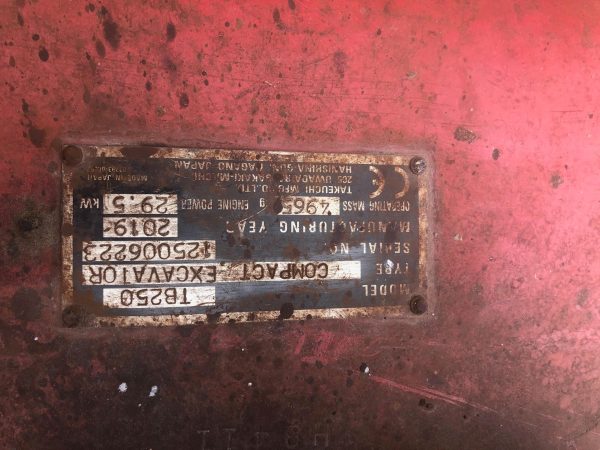 MODEL TB250
TYPE COMPACT EXCAVATOR
SERIAL NO. 125006223
MANUFACTURING YEAR 2019
OPERATING MASS 4965 kg ENGINE POWER 29.5 kW
TAKEUCHI MFG.CO.,LTD.
205 UWADAIRA SAKAKI-MACHI
HANISHINA-GUN, NAGANO JAPAN
MADE IN JAPAN
CE